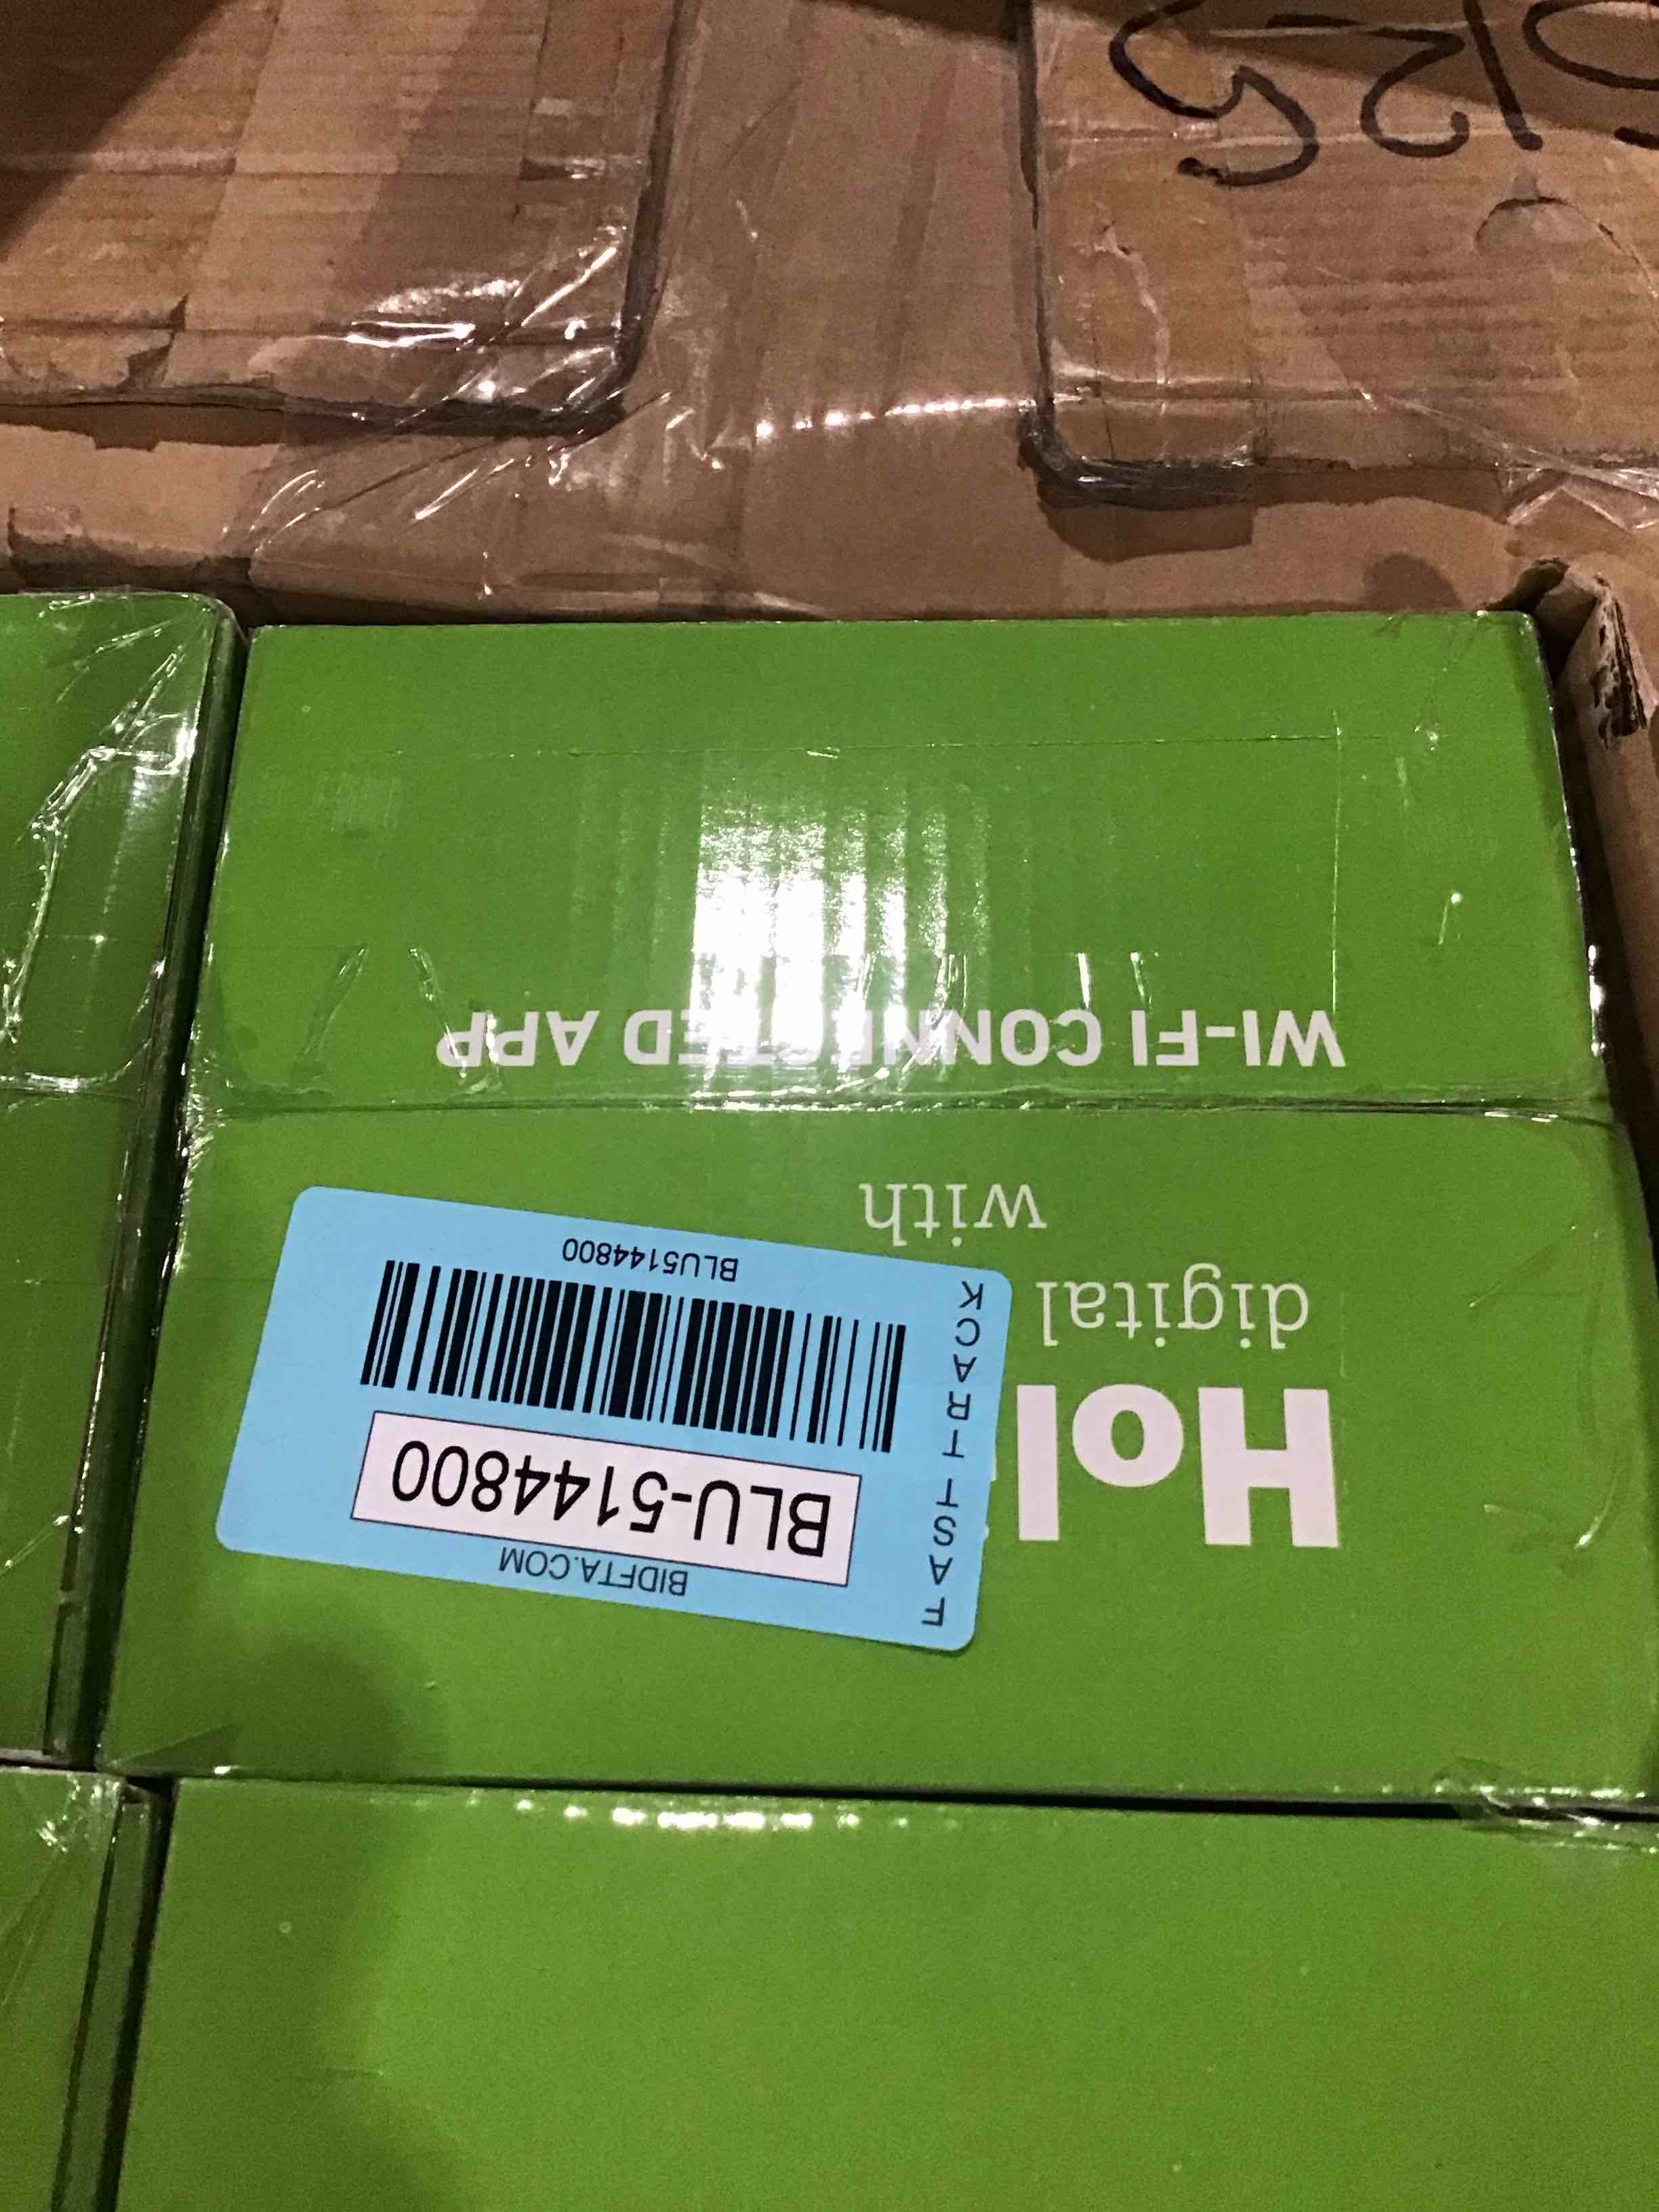 Hol
digital
with
WI-FI CONNECTED APP
FAST TRACK
BIDFTA.COM
BLU-5144800
BLU5144800